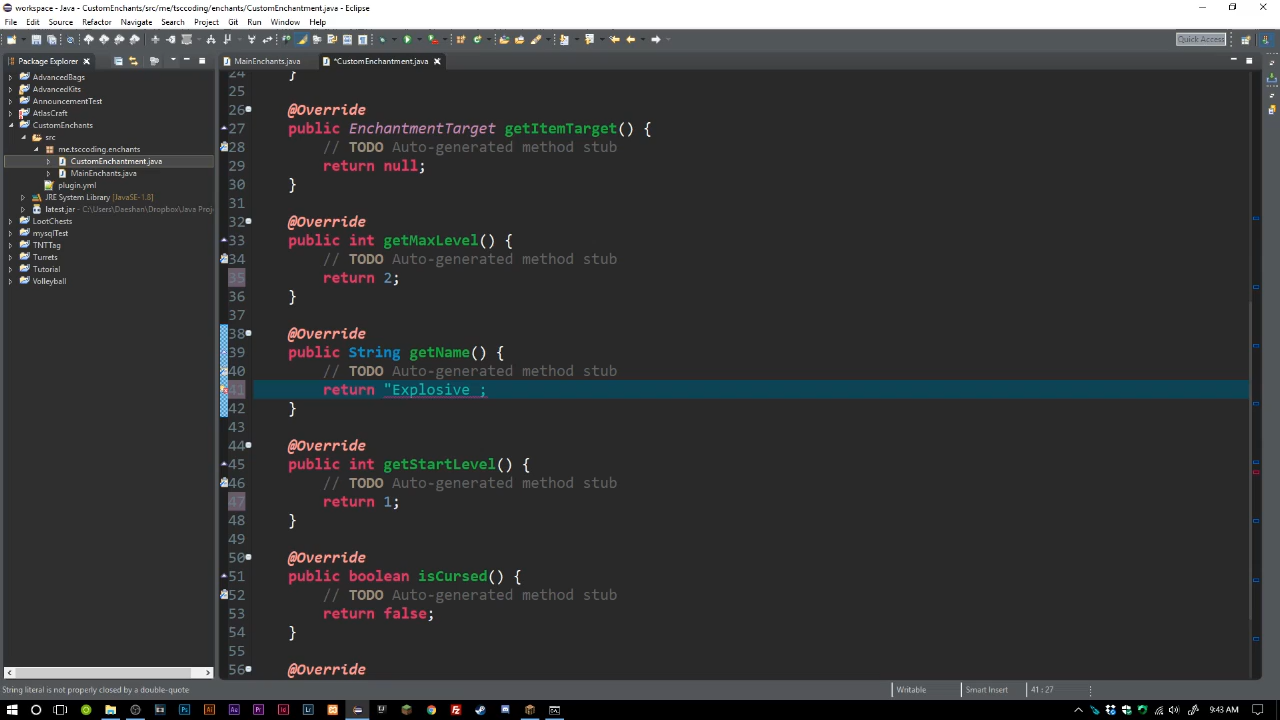 workspace - Java - CustomEnchants/src/me/tsccoding/enchants/CustomEnchantment.java - Eclipse
File Edit Source Refactor Navigate Search Project Git Run Window Help
Quick Access
Package Explorer
MainEnchants.java
*CustomEnchantment.java
AdvancedBags
AdvancedKits
AnnouncementTest
AtlasCraft
CustomEnchants
src
me.tsccoding.enchants
CustomEnchantment.java
MainEnchants.java
plugin.yml
JRE System Library [JavaSE-1.8]
latest.jar - C:\Users\Daeshan\Dropbox\Java Proj
LootChests
mysqlTest
TNTTag
Turrets
Tutorial
Volleyball
24 }
25
26 @Override
27 public EnchantmentTarget getItemTarget() {
28 // TODO Auto-generated method stub
29 return null;
30 }
31
32 @Override
33 public int getMaxLevel() {
34 // TODO Auto-generated method stub
35 return 2;
36 }
37
38 @Override
39 public String getName() {
40 // TODO Auto-generated method stub
41 return "Explosive ;
42 }
43
44 @Override
45 public int getStartLevel() {
46 // TODO Auto-generated method stub
47 return 1;
48 }
49
50 @Override
51 public boolean isCursed() {
52 // TODO Auto-generated method stub
53 return false;
54 }
55
56 @Override
String literal is not properly closed by a double-quote
Writable
Smart Insert
41 : 27
9:43 AM